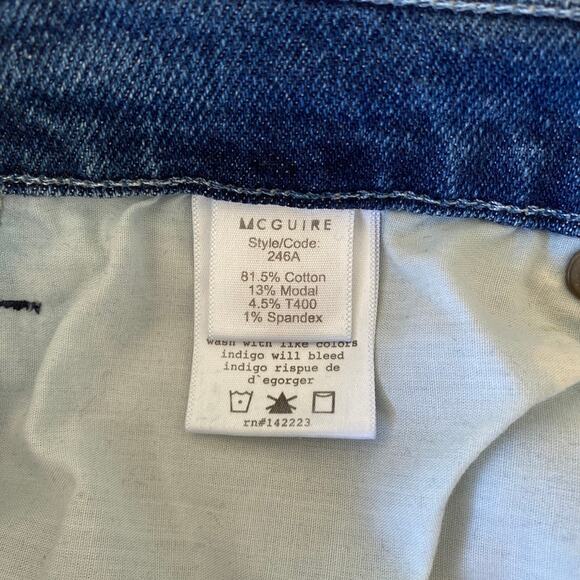 MCGUIRE
Style/Code:
246A
81.5% Cotton
13% Modal
4.5% T400
1% Spandex
wash with like colors
indigo will bleed
indigo rispue de
d`egorger
rn#142223